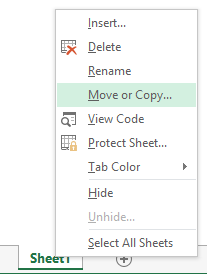 Insert...
Delete
Rename
Move or Copy...
View Code
Protect Sheet...
Tab Color
Hide
Unhide...
Select All Sheets
Sheet1